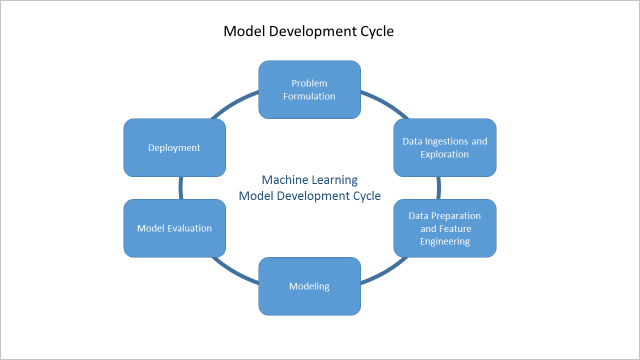 Model Development Cycle
Problem
Formulation
Data Ingestions and
Exploration
Data Preparation
and Feature
Engineering
Modeling
Model Evaluation
Deployment
Machine Learning
Model Development Cycle